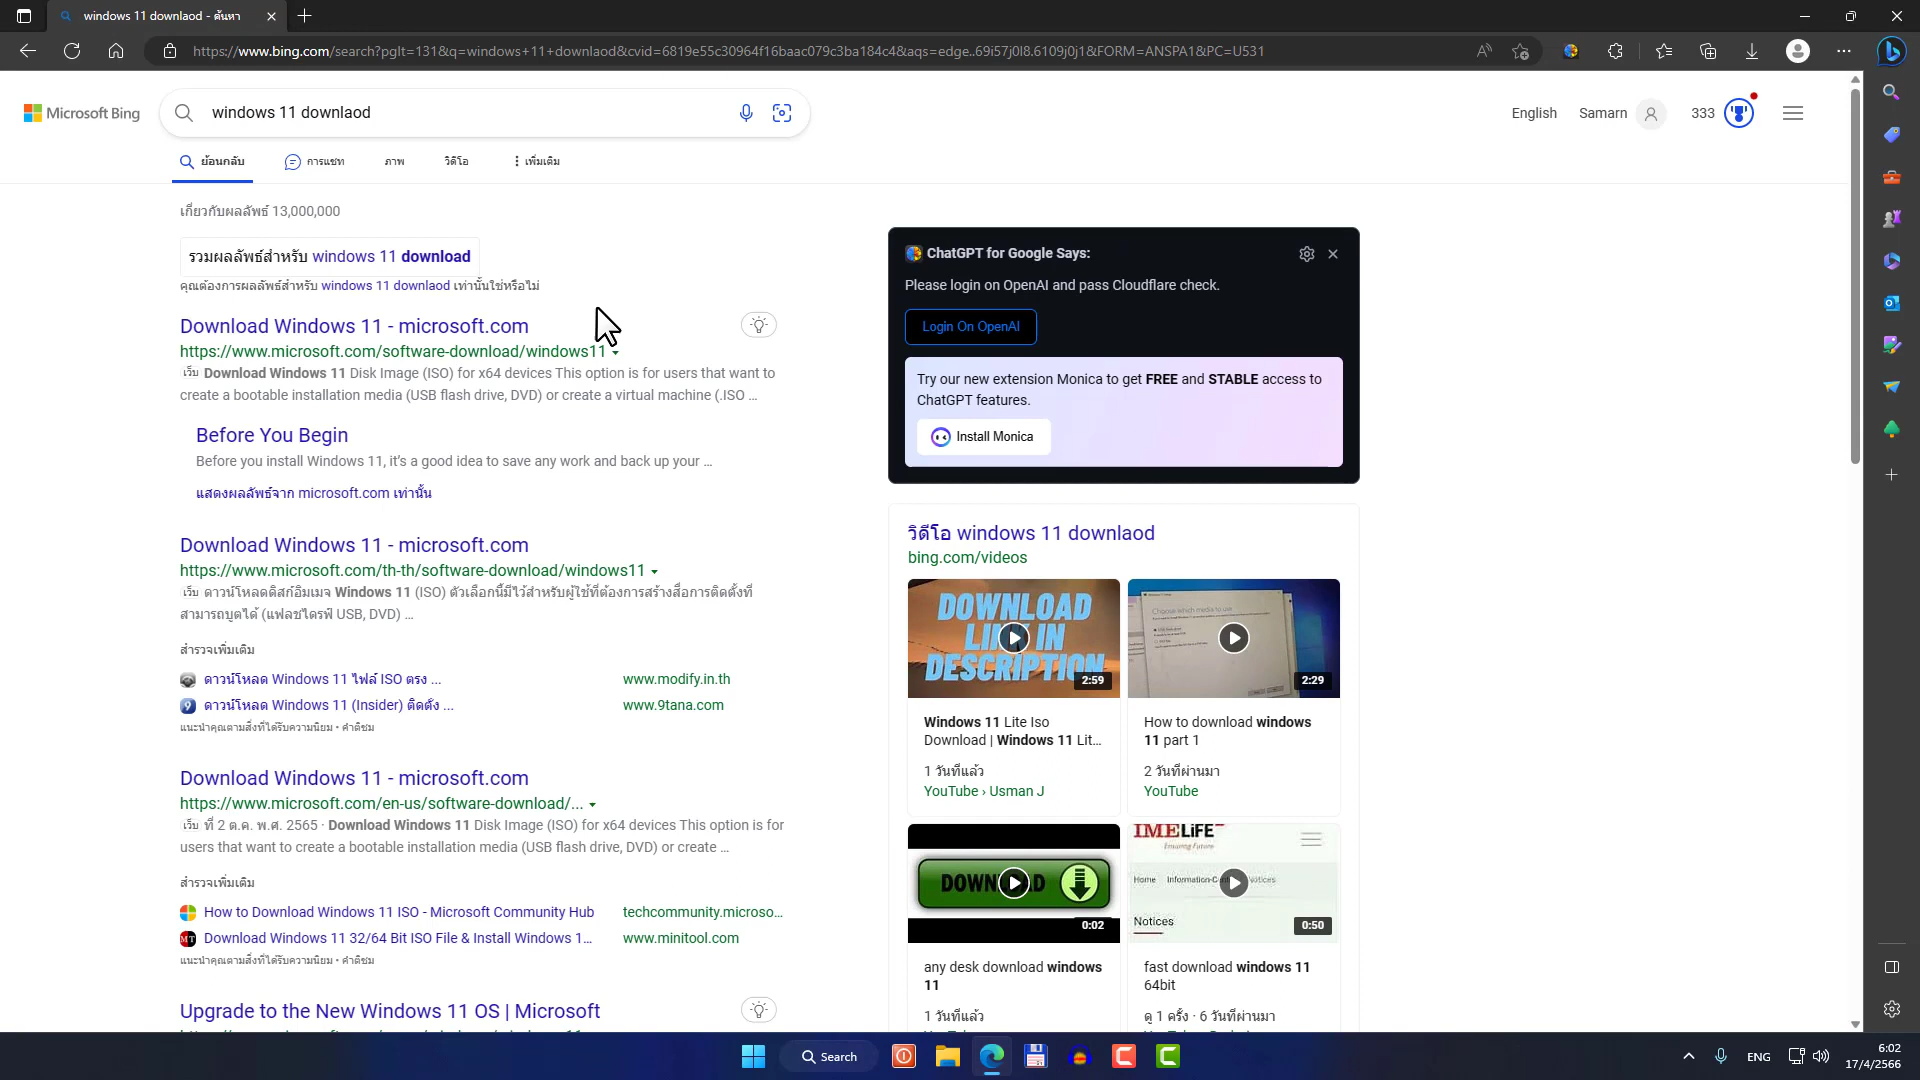 windows 11 downlaod - ค้นหา
https://www.bing.com/search?pglt=131&q=windows+11+downlaod&cvid=6819e55c30964f16baac079c3ba184c4&aqs=edge..69i57j0l8.6109j0j1&FORM=ANSPA1&PC=U531
Microsoft Bing
windows 11 downlaod
English Samarn 333
ย้อนกลับ การแชท ภาพ วิดีโอ เพิ่มเติม
เกี่ยวกับผลลัพธ์ 13,000,000
รวมผลลัพธ์สำหรับ windows 11 download
คุณต้องการผลลัพธ์สำหรับ windows 11 downlaod เท่านั้นใช่หรือไม่
Download Windows 11 - microsoft.com
https://www.microsoft.com/software-download/windows11
เว็บ Download Windows 11 Disk Image (ISO) for x64 devices This option is for users that want to
create a bootable installation media (USB flash drive, DVD) or create a virtual machine (.ISO ...
Before You Begin
Before you install Windows 11, it's a good idea to save any work and back up your ...
แสดงผลลัพธ์จาก microsoft.com เท่านั้น
Download Windows 11 - microsoft.com
https://www.microsoft.com/th-th/software-download/windows11
เว็บ ดาวน์โหลดดิสก์อิมเมจ Windows 11 (ISO) ตัวเลือกนี้มีไว้สำหรับผู้ใช้ที่ต้องการสร้างสื่อการติดตั้งที่
สามารถบูตได้ (แฟลชไดรฟ์ USB, DVD) ...
สำรวจเพิ่มเติม
ดาวน์โหลด Windows 11 ไฟล์ ISO ตรง ... www.modify.in.th
ดาวน์โหลด Windows 11 (Insider) ติดตั้ง ... www.9tana.com
แนะนำคุณตามสิ่งที่ได้รับความนิยม • คำติชม
Download Windows 11 - microsoft.com
https://www.microsoft.com/en-us/software-download/...
เว็บ ที่ 2 ต.ค. พ.ศ. 2565 · Download Windows 11 Disk Image (ISO) for x64 devices This option is for
users that want to create a bootable installation media (USB flash drive, DVD) or create ...
สำรวจเพิ่มเติม
How to Download Windows 11 ISO - Microsoft Community Hub techcommunity.microso...
Download Windows 11 32/64 Bit ISO File & Install Windows 1... www.minitool.com
แนะนำคุณตามสิ่งที่ได้รับความนิยม • คำติชม
Upgrade to the New Windows 11 OS | Microsoft
ChatGPT for Google Says:
Please login on OpenAI and pass Cloudflare check.
Login On OpenAI
Try our new extension Monica to get FREE and STABLE access to
ChatGPT features.
Install Monica
วิดีโอ windows 11 downlaod
bing.com/videos
DOWNLOAD
LINK IN
DESCRIPTION
2:59
2:29
Windows 11 Lite Iso
Download | Windows 11 Lit...
1 วันที่แล้ว
YouTube › Usman J
How to download windows
11 part 1
2 วันที่ผ่านมา
YouTube
DOWNLOAD
0:02
IME LIFE
Ensuring Future
Home
Notices
0:50
any desk download windows
11
1 วันที่แล้ว
fast download windows 11
64bit
ดู 1 ครั้ง · 6 วันที่ผ่านมา
Search
ENG
6:02
17/4/2566